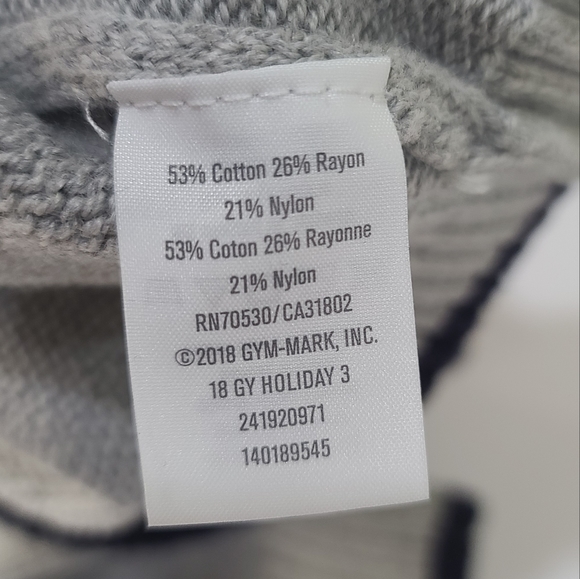 53% Cotton 26% Rayon
21% Nylon
53% Coton 26% Rayonne
21% Nylon
RN70530/CA31802
©2018 GYM-MARK, INC.
18 GY HOLIDAY 3
241920971
140189545